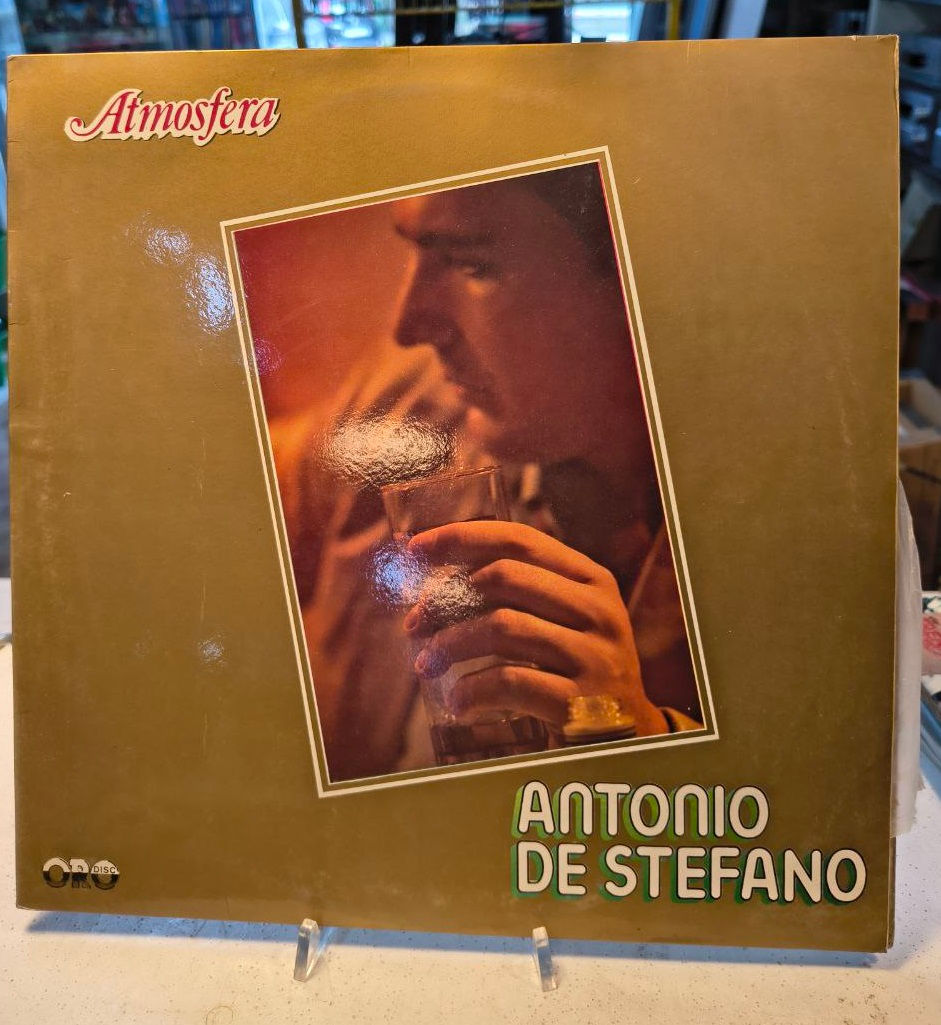 Atmosfera
ANTONIO
DE STEFANO
ORO DISC